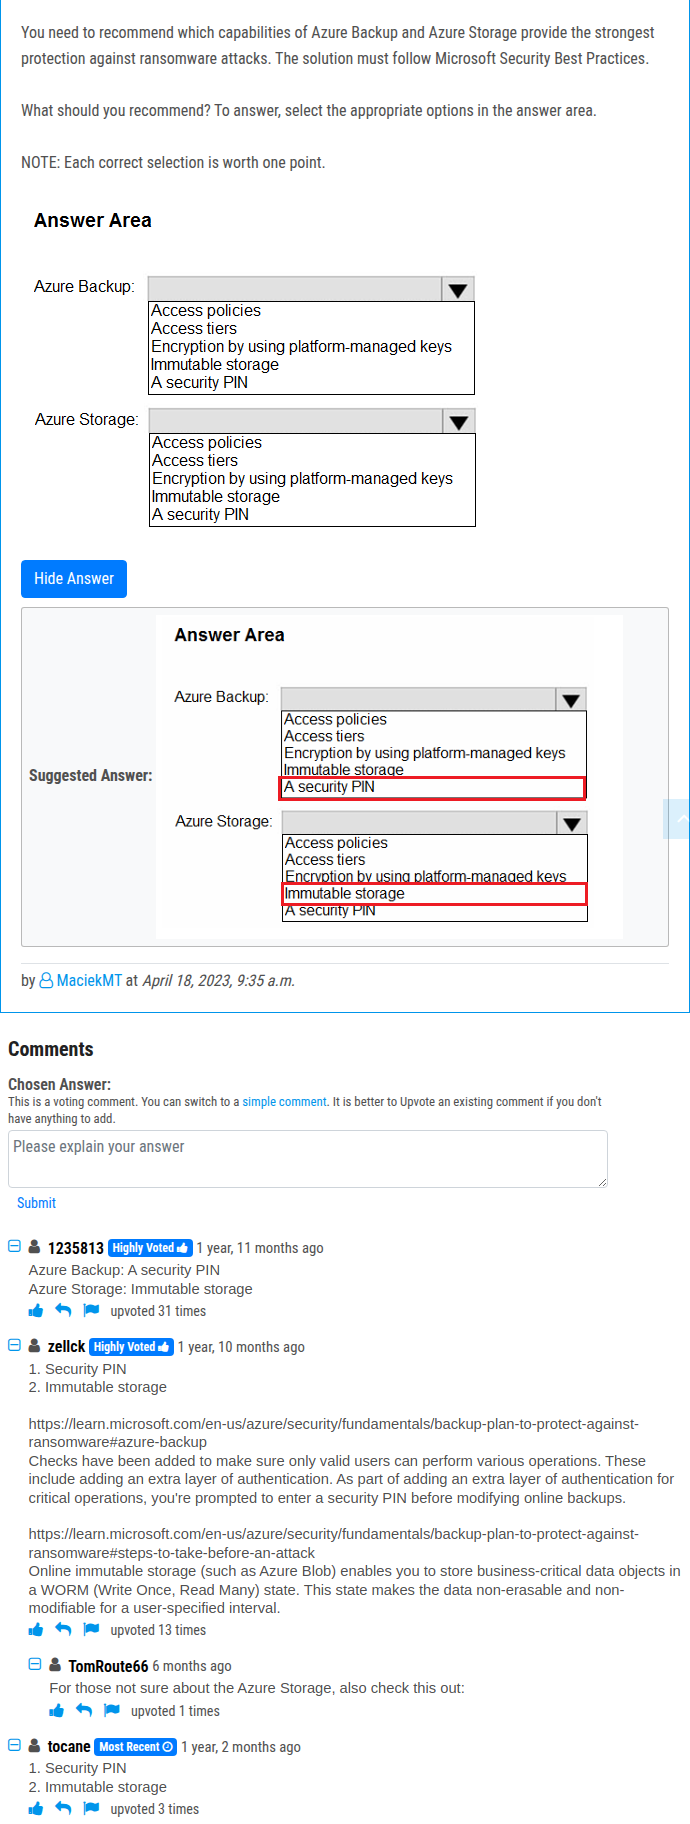 You need to recommend which capabilities of Azure Backup and Azure Storage provide the strongest
protection against ransomware attacks. The solution must follow Microsoft Security Best Practices.
What should you recommend? To answer, select the appropriate options in the answer area.
NOTE: Each correct selection is worth one point.
Answer Area
Azure Backup:
Access policies
Access tiers
Encryption by using platform-managed keys
Immutable storage
A security PIN
Azure Storage:
Access policies
Access tiers
Encryption by using platform-managed keys
Immutable storage
A security PIN
Hide Answer
Suggested Answer:
Answer Area
Azure Backup:
Access policies
Access tiers
Encryption by using platform-managed keys
Immutable storage
A security PIN
Azure Storage:
Access policies
Access tiers
Encryption by using platform-managed keys
Immutable storage
A security PIN
by MaciekMT at April 18, 2023, 9:35 a.m.
Comments
Chosen Answer:
This is a voting comment. You can switch to a simple comment. It is better to Upvote an existing comment if you don't
have anything to add.
Please explain your answer
Submit
1235813 Highly Voted 1 year, 11 months ago
Azure Backup: A security PIN
Azure Storage: Immutable storage
upvoted 31 times
zellck Highly Voted 1 year, 10 months ago
1. Security PIN
2. Immutable storage
https://learn.microsoft.com/en-us/azure/security/fundamentals/backup-plan-to-protect-against-
ransomware#azure-backup
Checks have been added to make sure only valid users can perform various operations. These
include adding an extra layer of authentication. As part of adding an extra layer of authentication for
critical operations, you're prompted to enter a security PIN before modifying online backups.
https://learn.microsoft.com/en-us/azure/security/fundamentals/backup-plan-to-protect-against-
ransomware#steps-to-take-before-an-attack
Online immutable storage (such as Azure Blob) enables you to store business-critical data objects in
a WORM (Write Once, Read Many) state. This state makes the data non-erasable and non-
modifiable for a user-specified interval.
upvoted 13 times
TomRoute66 6 months ago
For those not sure about the Azure Storage, also check this out:
upvoted 1 times
tocane Most Recent 1 year, 2 months ago
1. Security PIN
2. Immutable storage
upvoted 3 times